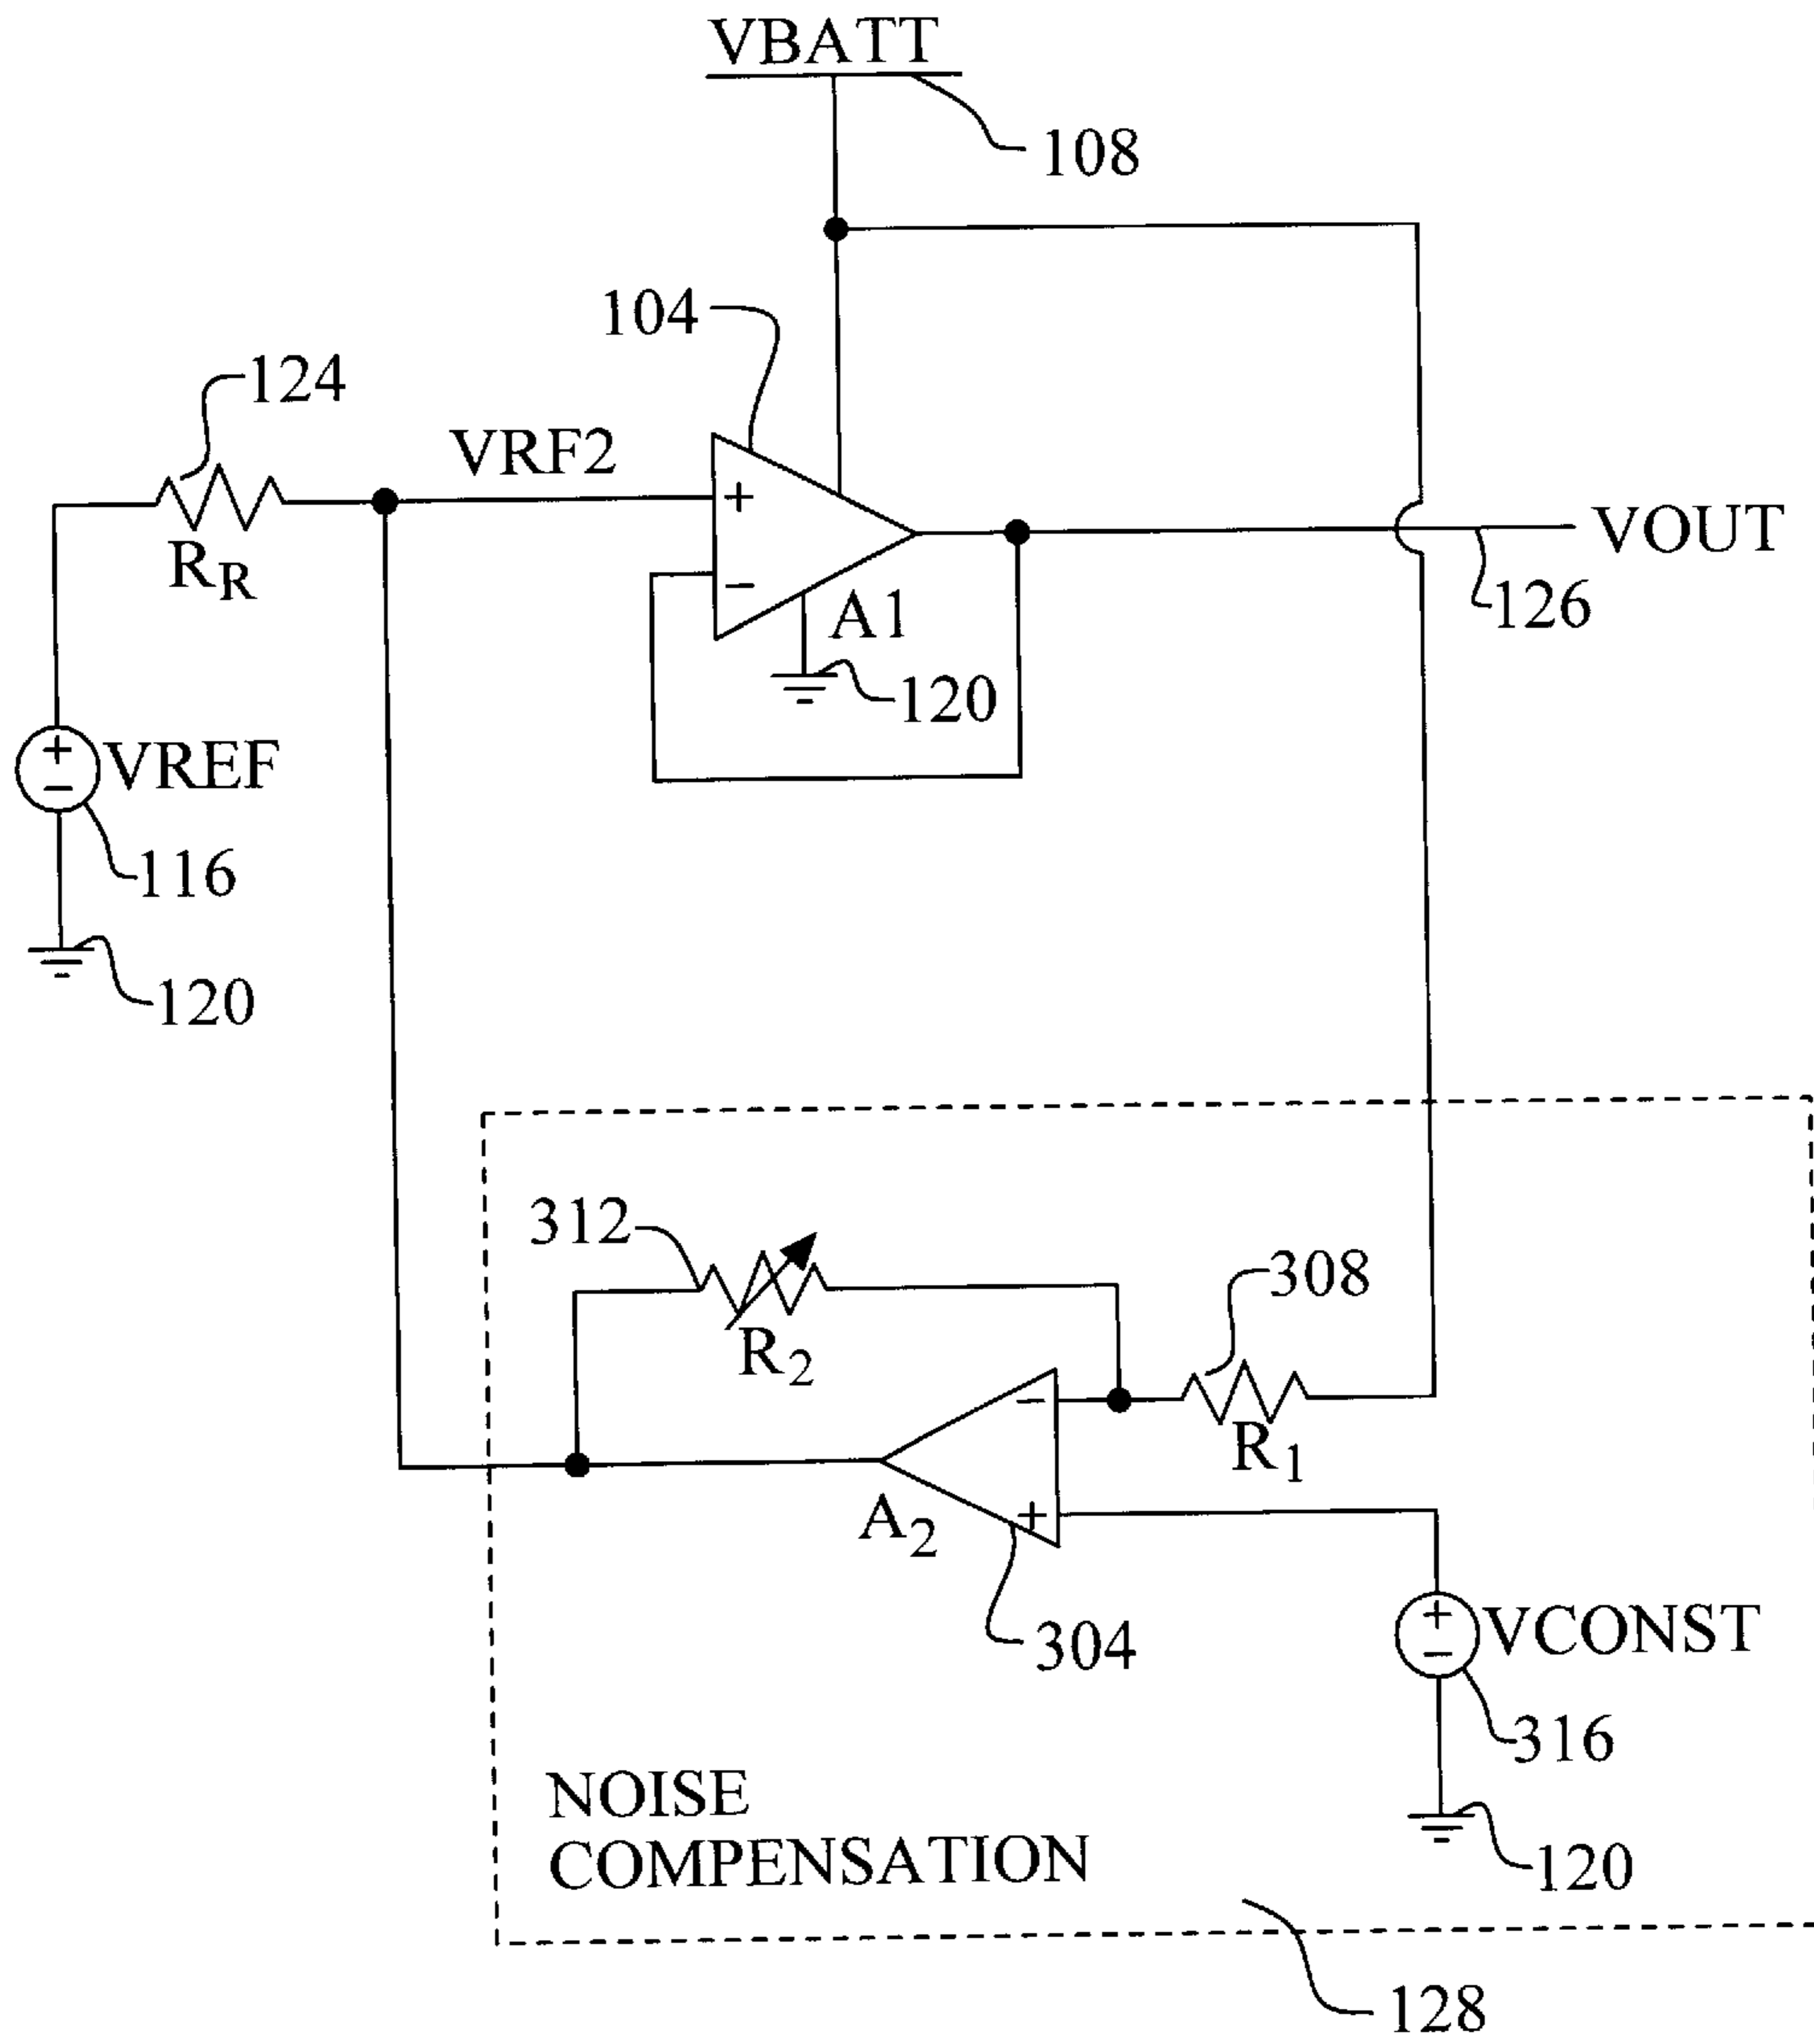 VBATT
108
104
124
VRF2
+
RR
−
VOUT
A1
126
120
+
−
VREF
116
120
312
308
R2
−
R1
A2
+
304
+
−
VCONST
316
NOISE
COMPENSATION
120
128